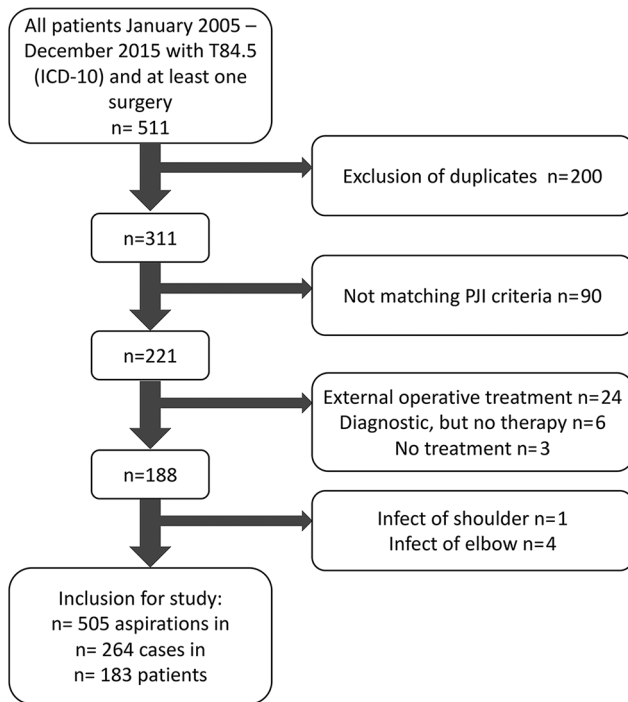 All patients January 2005 –
December 2015 with T84.5
(ICD-10) and at least one
surgery
n= 511
Exclusion of duplicates n=200
n=311
Not matching PJI criteria n=90
n=221
External operative treatment n=24
Diagnostic, but no therapy n=6
No treatment n=3
n=188
Infect of shoulder n=1
Infect of elbow n=4
Inclusion for study:
n= 505 aspirations in
n= 264 cases in
n= 183 patients